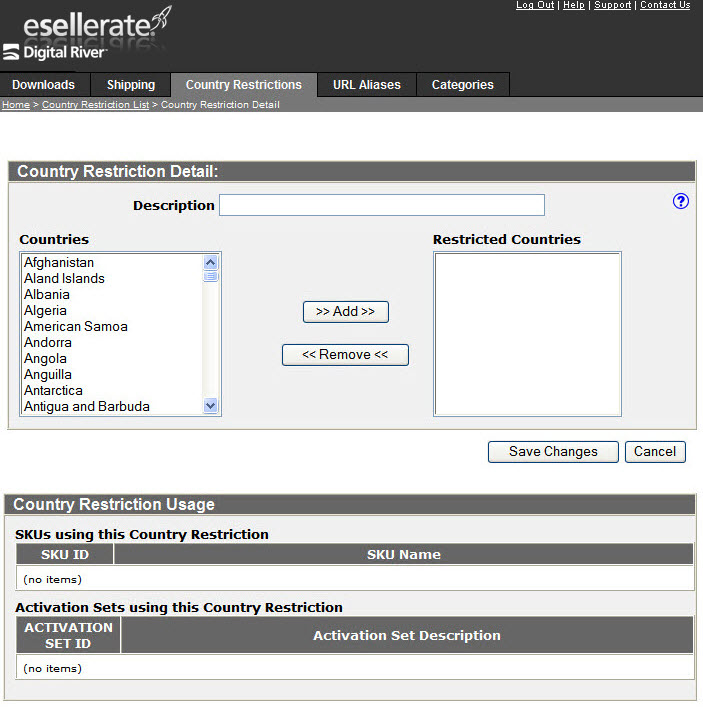 Log Out | Help | Support | Contact Us
esellerate.
Digital River
Downloads Shipping Country Restrictions URL Aliases Categories
Home > Country Restriction List > Country Restriction Detail
Country Restriction Detail:
Description
?
Countries
Restricted Countries
Afghanistan
Aland Islands
Albania
Algeria
American Samoa
Andorra
Angola
Anguilla
Antarctica
Antigua and Barbuda
>> Add >>
<< Remove <<
Save Changes Cancel
Country Restriction Usage
SKUs using this Country Restriction
SKU ID SKU Name
(no items)
Activation Sets using this Country Restriction
ACTIVATION
SET ID
Activation Set Description
(no items)